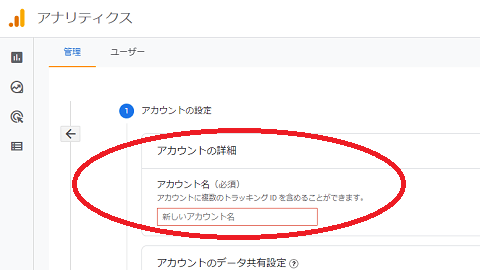 アナリティクス
管理 ユーザー
1 アカウントの設定
アカウントの詳細
アカウント名（必須）
アカウントに複数のトラッキング ID を含めることができます。
新しいアカウント名
アカウントのデータ共有設定 ?